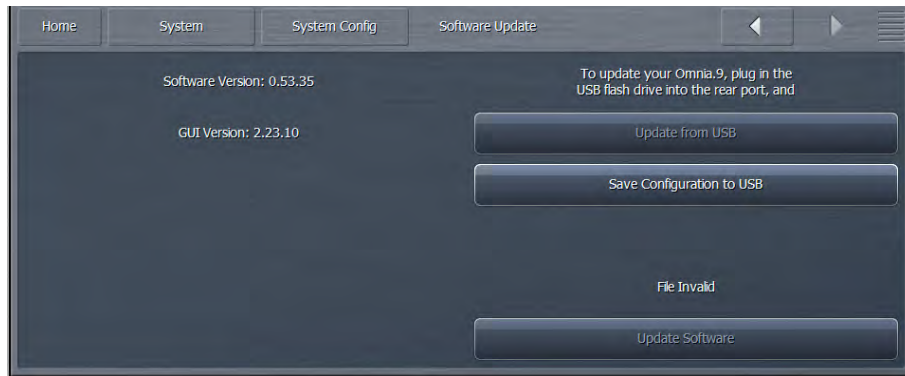 Home System System Config Software Update
Software Version: 0.53.35
GUI Version: 2.23.10
To update your Omnia.9, plug in the
USB flash drive into the rear port, and
Update from USB
Save Configuration to USB
File Invalid
Update Software